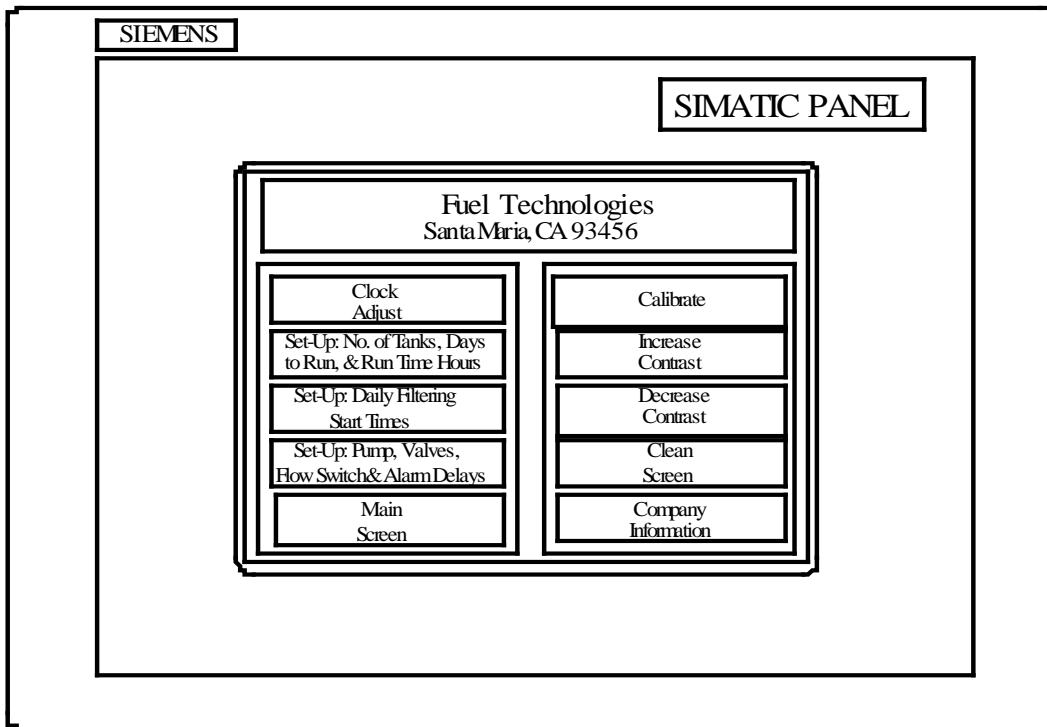 SIEMENS
SIMATIC PANEL
Fuel Technologies
Santa Maria, CA 93456
Clock
Adjust
Set-Up: No. of Tanks, Days
to Run, & Run Time Hours
Set-Up: Daily Filtering
Start Times
Set-Up: Pump, Valves,
Flow Switch & Alarm Delays
Main
Screen
Calibrate
Increase
Contrast
Decrease
Contrast
Clean
Screen
Company
Information